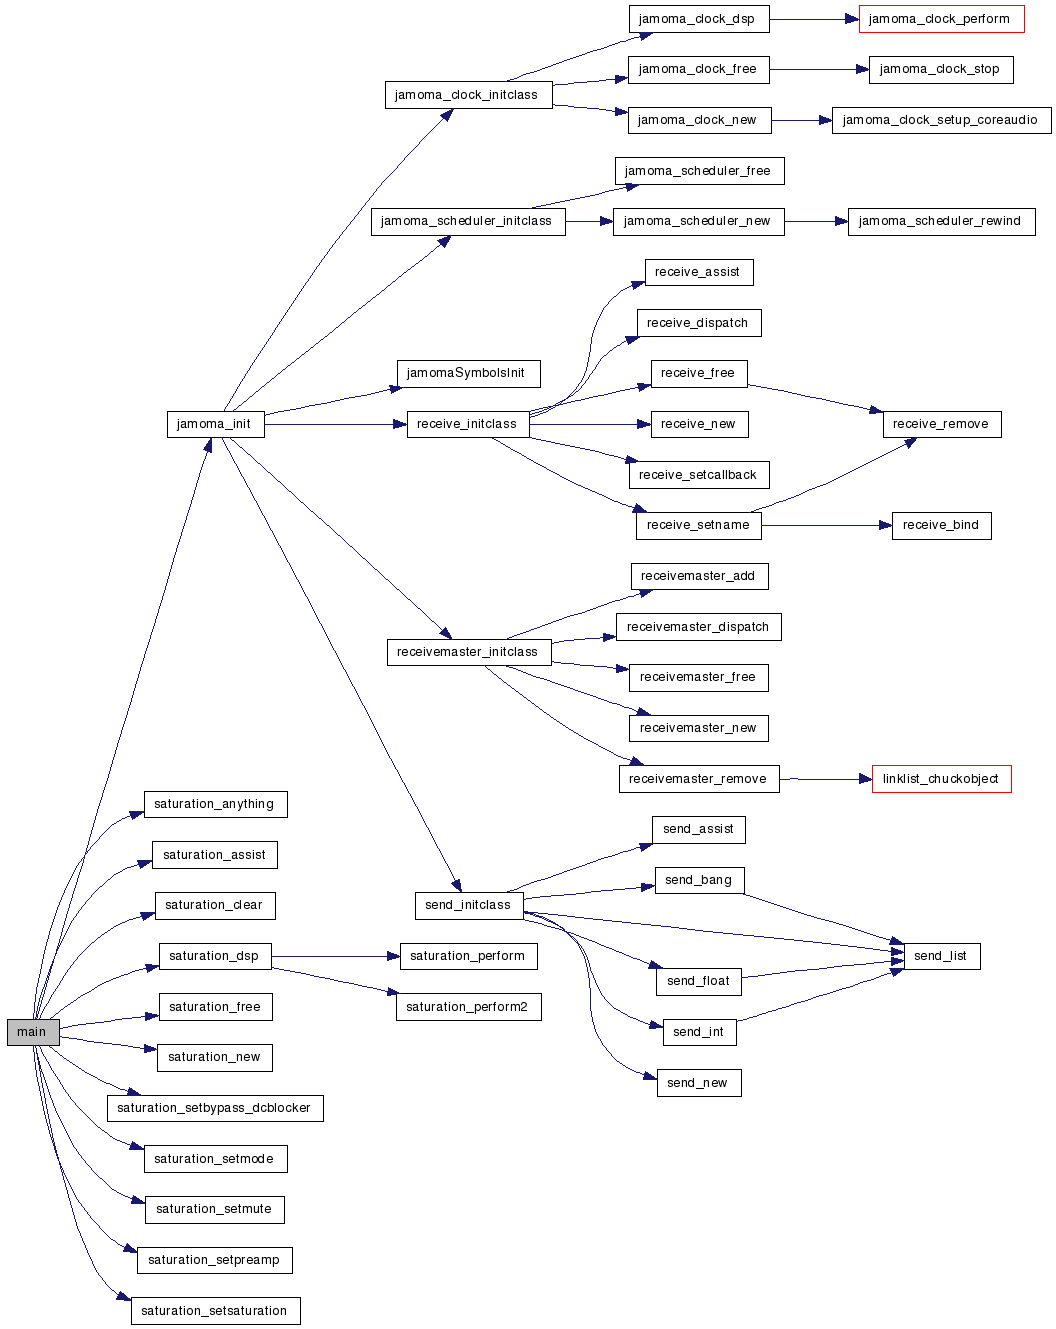 jamoma_clock_dsp
jamoma_clock_perform
jamoma_clock_free
jamoma_clock_stop
jamoma_clock_initclass
jamoma_clock_new
jamoma_clock_setup_coreaudio
jamoma_scheduler_free
jamoma_scheduler_initclass
jamoma_scheduler_new
jamoma_scheduler_rewind
receive_assist
receive_dispatch
jamomaSymbolsInit
receive_free
jamoma_init
receive_initclass
receive_new
receive_remove
receive_setcallback
receive_setname
receive_bind
receivemaster_add
receivemaster_dispatch
receivemaster_initclass
receivemaster_free
receivemaster_new
receivemaster_remove
linklist_chuckobject
saturation_anything
send_assist
saturation_assist
send_bang
saturation_clear
send_initclass
saturation_dsp
saturation_perform
send_list
send_float
saturation_free
saturation_perform2
main
send_int
saturation_new
send_new
saturation_setbypass_dcblocker
saturation_setmode
saturation_setmute
saturation_setpreamp
saturation_setsaturation